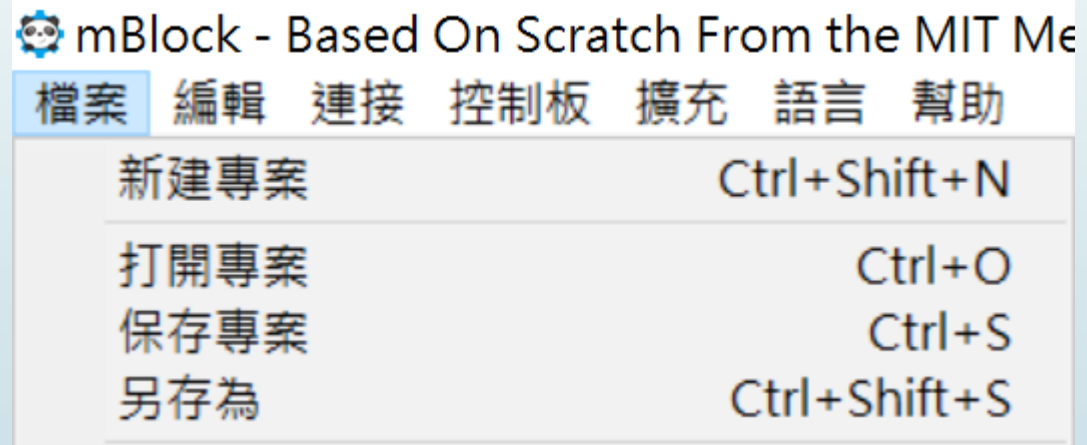 mBlock - Based On Scratch From the MIT Me
檔案 編輯 連接 控制板 擴充 語言 幫助
新建專案 Ctrl+Shift+N
打開專案 Ctrl+O
保存專案 Ctrl+S
另存為 Ctrl+Shift+S